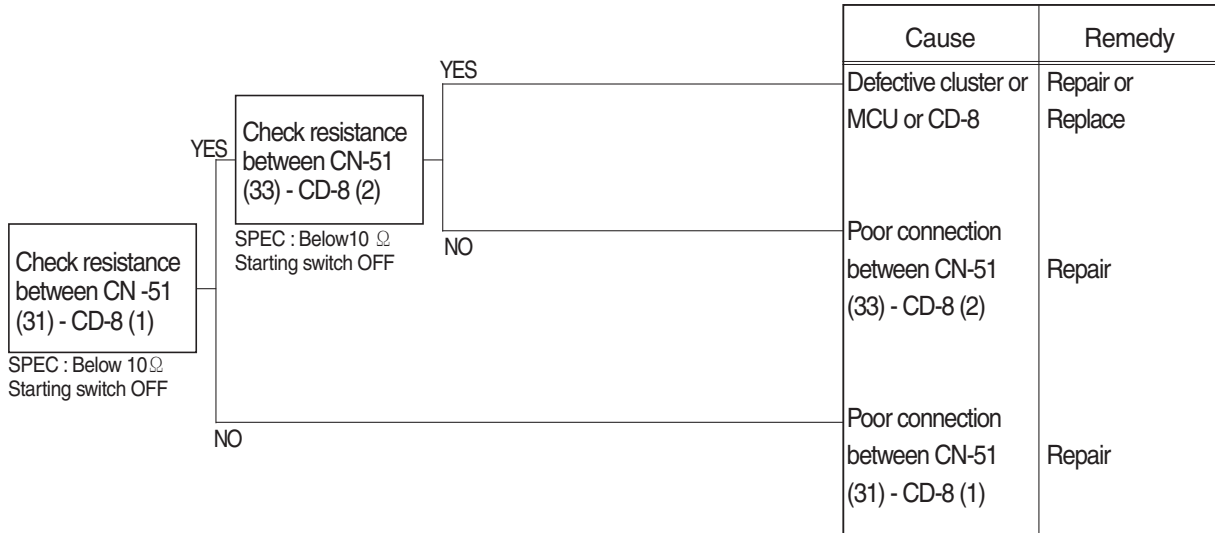 Cause
Remedy
YES
Defective cluster or
Repair or
MCU or CD-8
Replace
YES
Check resistance
between CN-51
(33) - CD-8 (2)
SPEC : Below10 Ω
Starting switch OFF
NO
Poor connection
between CN-51
Repair
(33) - CD-8 (2)
Check resistance
between CN -51
(31) - CD-8 (1)
SPEC : Below 10Ω
Starting switch OFF
NO
Poor connection
between CN-51
Repair
(31) - CD-8 (1)